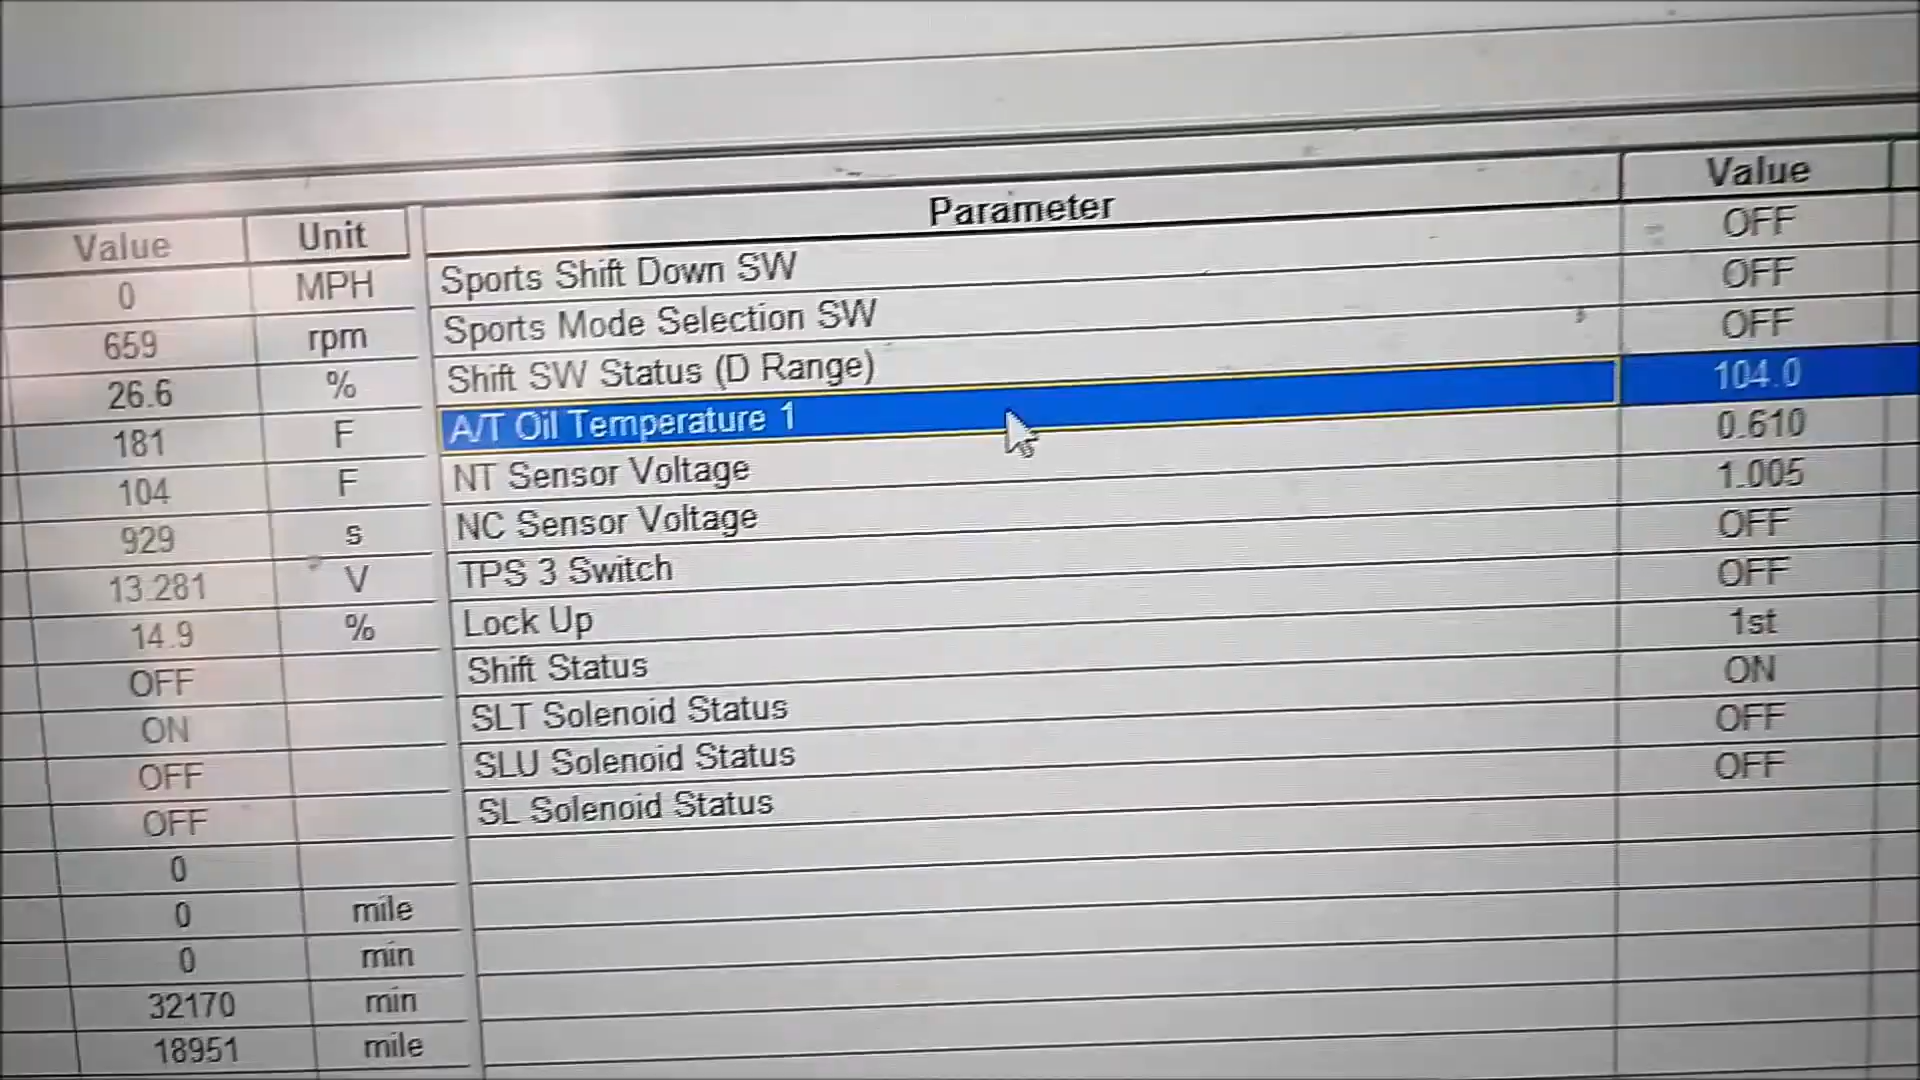 Value Unit Parameter Value
0 MPH Sports Shift Down SW OFF
659 rpm Sports Mode Selection SW OFF
26.6 % Shift SW Status (D Range) OFF
181 F A/T Oil Temperature 1 104.0
104 F NT Sensor Voltage 0.610
929 s NC Sensor Voltage 1.005
13.281 V TPS 3 Switch OFF
14.9 % Lock Up OFF
OFF Shift Status 1st
ON SLT Solenoid Status ON
OFF SLU Solenoid Status OFF
OFF SL Solenoid Status OFF
0
0 mile
0 min
32170 min
18951 mile